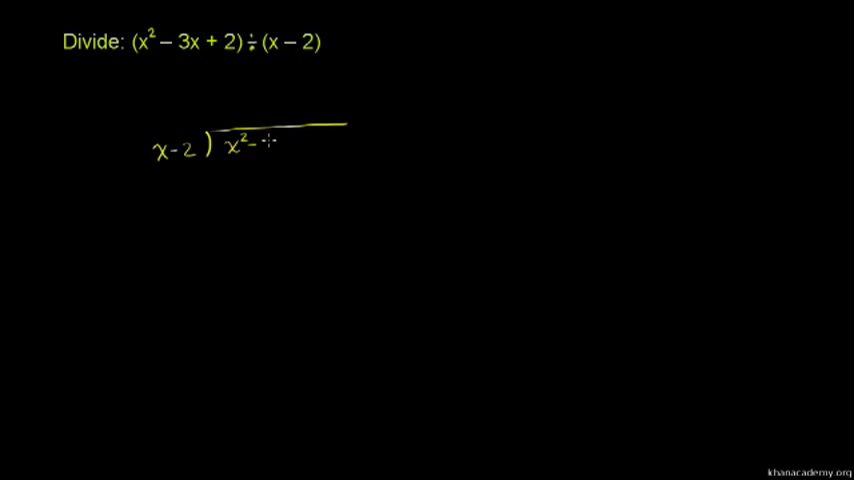 Divide: (x² – 3x + 2) ÷ (x – 2)
x-2 ) x² -
khanacademy.org